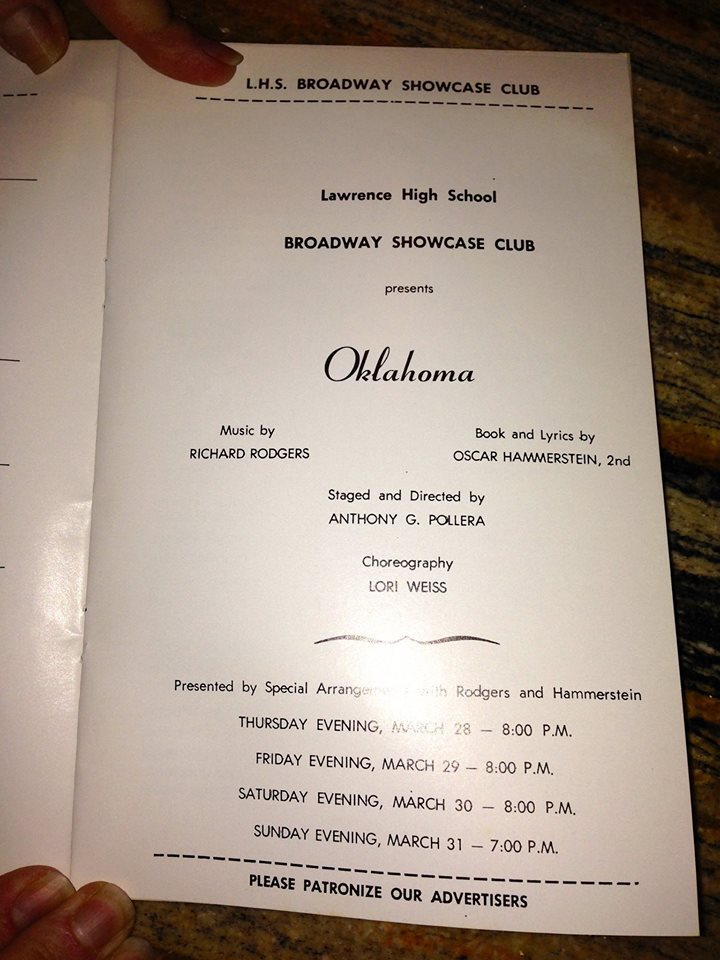 L.H.S. BROADWAY SHOWCASE CLUB
Lawrence High School
BROADWAY SHOWCASE CLUB
presents
Oklahoma
Music by
RICHARD RODGERS
Book and Lyrics by
OSCAR HAMMERSTEIN, 2nd
Staged and Directed by
ANTHONY G. POLLERA
Choreography
LORI WEISS
Presented by Special Arrangements with Rodgers and Hammerstein
THURSDAY EVENING, MARCH 28 — 8:00 P.M.
FRIDAY EVENING, MARCH 29 — 8:00 P.M.
SATURDAY EVENING, MARCH 30 — 8:00 P.M.
SUNDAY EVENING, MARCH 31 — 7:00 P.M.
PLEASE PATRONIZE OUR ADVERTISERS